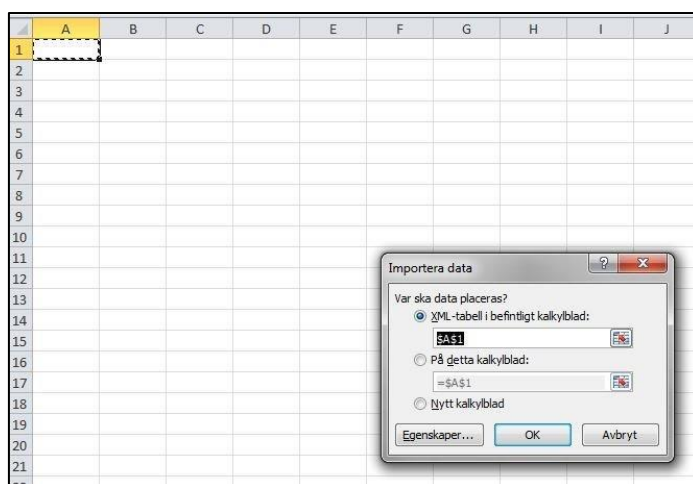 A B C D E F G H I J
1
2
3
4
5
6
7
8
9
10
11
12
13
14
15
16
17
18
19
20
21
Importera data
?
Var ska data placeras?
XML-tabell i befintligt kalkylblad:
$A$1
På detta kalkylblad:
=$A$1
Nytt kalkylblad
Egenskaper... OK Avbryt